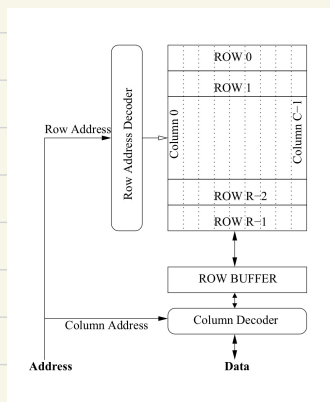 ROW 0
ROW 1
Row Address
Row Address Decoder
Column 0
Column C−1
ROW R−2
ROW R−1
ROW BUFFER
Column Address
Column Decoder
Address
Data